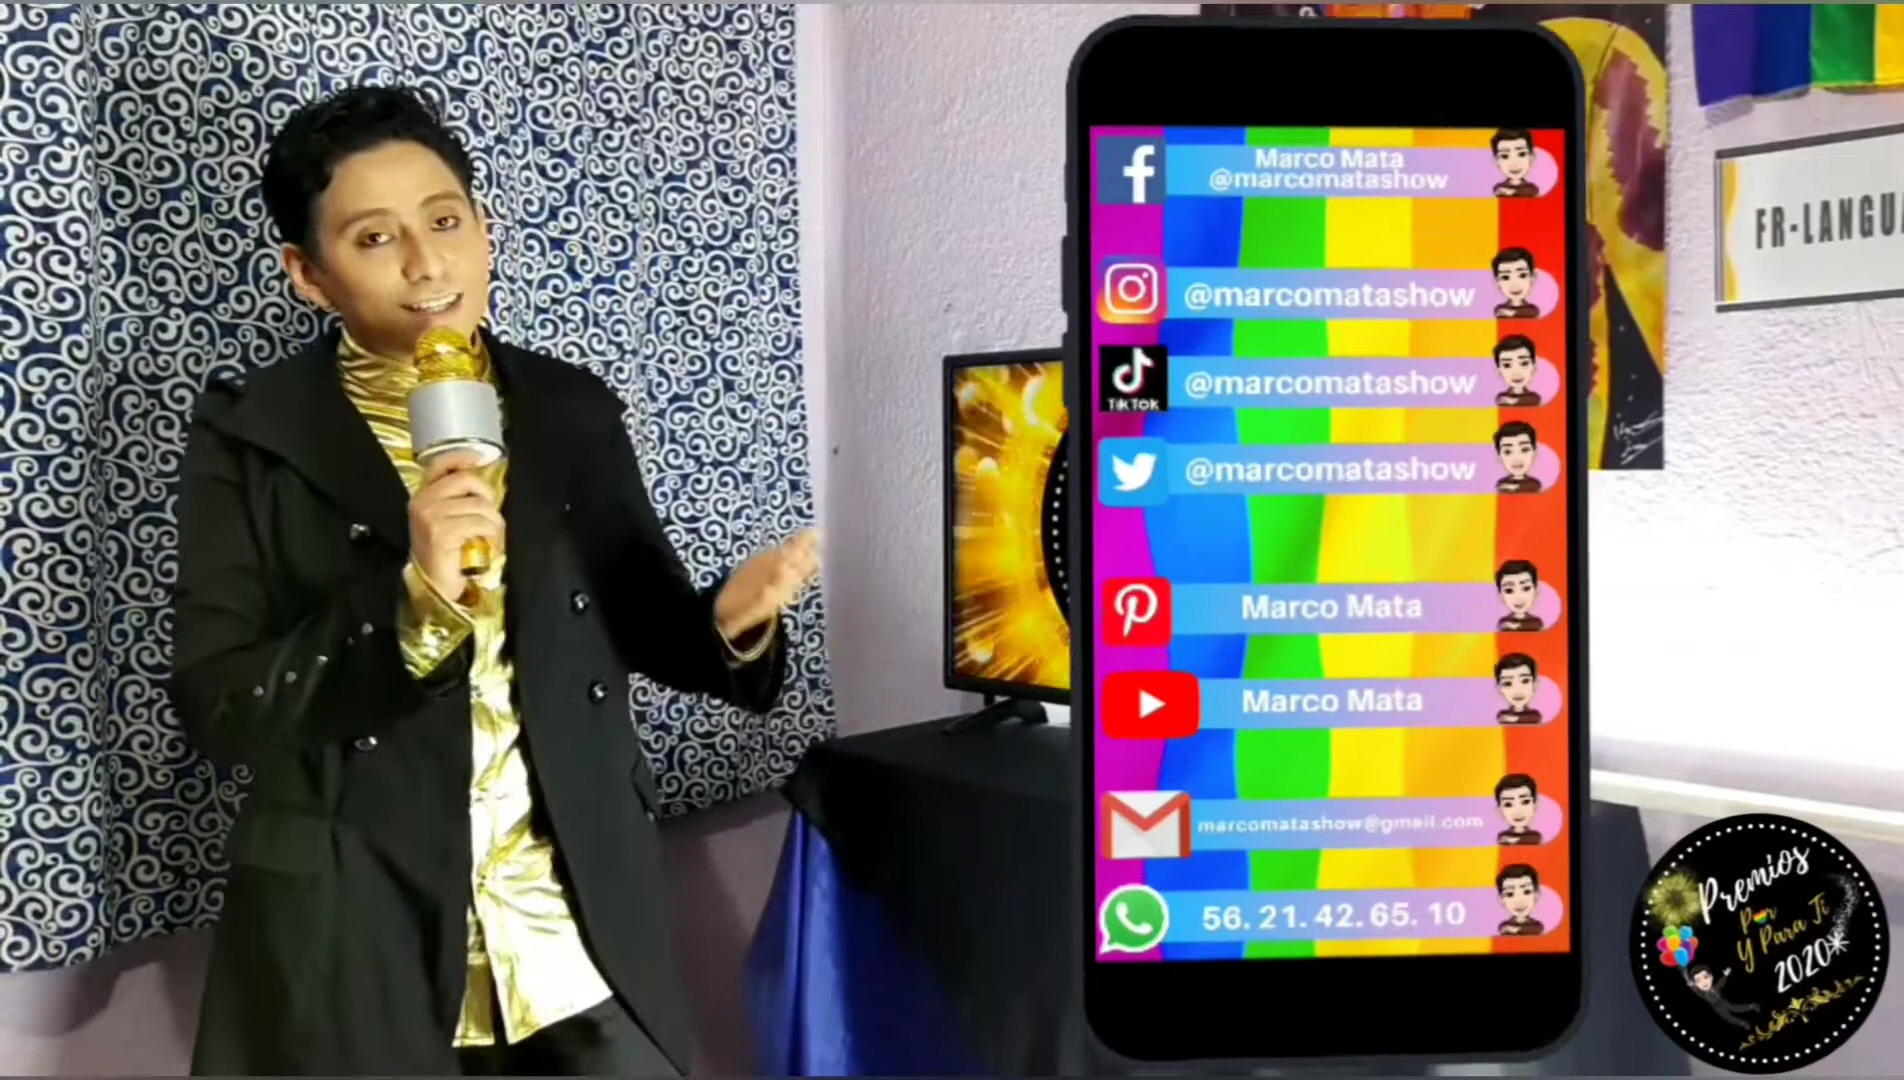 Marco Mata
@marcomatashow
@marcomatashow
TikTok
@marcomatashow
@marcomatashow
Marco Mata
Marco Mata
marcomatashow@gmail.com
56. 21. 42. 65. 10
FR-LANGUA
Premios
Por
Y Para Ti
2020